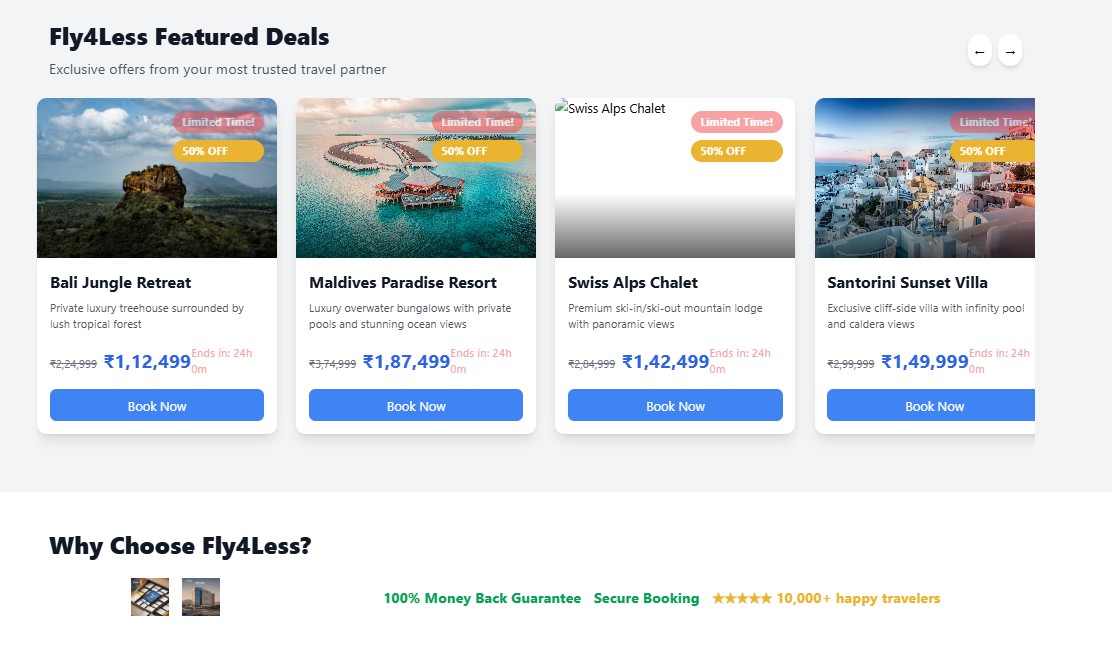 Fly4Less Featured Deals
Exclusive offers from your most trusted travel partner
← →
Limited Time!
50% OFF
Bali Jungle Retreat
Private luxury treehouse surrounded by
lush tropical forest
₹2,24,999 ₹1,12,499 Ends in: 24h
0m
Book Now
Limited Time!
50% OFF
Maldives Paradise Resort
Luxury overwater bungalows with private
pools and stunning ocean views
₹3,74,999 ₹1,87,499 Ends in: 24h
0m
Book Now
Swiss Alps Chalet
Limited Time!
50% OFF
Swiss Alps Chalet
Premium ski-in/ski-out mountain lodge
with panoramic views
₹2,84,999 ₹1,42,499 Ends in: 24h
0m
Book Now
Limited Time!
50% OFF
Santorini Sunset Villa
Exclusive cliff-side villa with infinity pool
and caldera views
₹2,99,999 ₹1,49,999 Ends in: 24h
0m
Book Now
Why Choose Fly4Less?
100% Money Back Guarantee Secure Booking ★★★★★ 10,000+ happy travelers